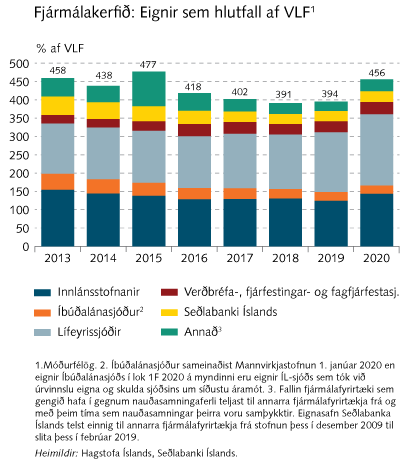 Fjármálakerfið: Eignir sem hlutfall af VLF¹
% af VLF
500
450
400
350
300
250
200
150
100
50
0
458 438 477 418 402 391 394 456
2013 2014 2015 2016 2017 2018 2019 2020
Innlánsstofnanir
Íbúðalánasjóður²
Lífeyrissjóðir
Verðbréfa-, fjárfestingar- og fagfjárfestasj.
Seðlabanki Íslands
Annað³
1.Móðurfélög. 2. Íbúðalánasjóður sameinaðist Mannvirkjastofnun 1. janúar 2020 en
eignir Íbúðalánasjóðs í lok 1F 2020 á myndinni eru eignir ÍL-sjóðs sem tók við
úrvinnslu eigna og skulda sjóðsins um síðustu áramót. 3. Fallin fjármálafyrirtæki sem
gengið hafa í gegnum nauðasamningaferli teljast til annarra fjármálafyrirtækja frá og
með þeim tíma sem nauðasamningar þeirra voru samþykktir. Eignasafn Seðlabanka
Íslands telst einnig til annarra fjármálafyrirtækja frá stofnun þess í desember 2009 til
slita þess í febrúar 2019.
Heimildir: Hagstofa Íslands, Seðlabanki Íslands.